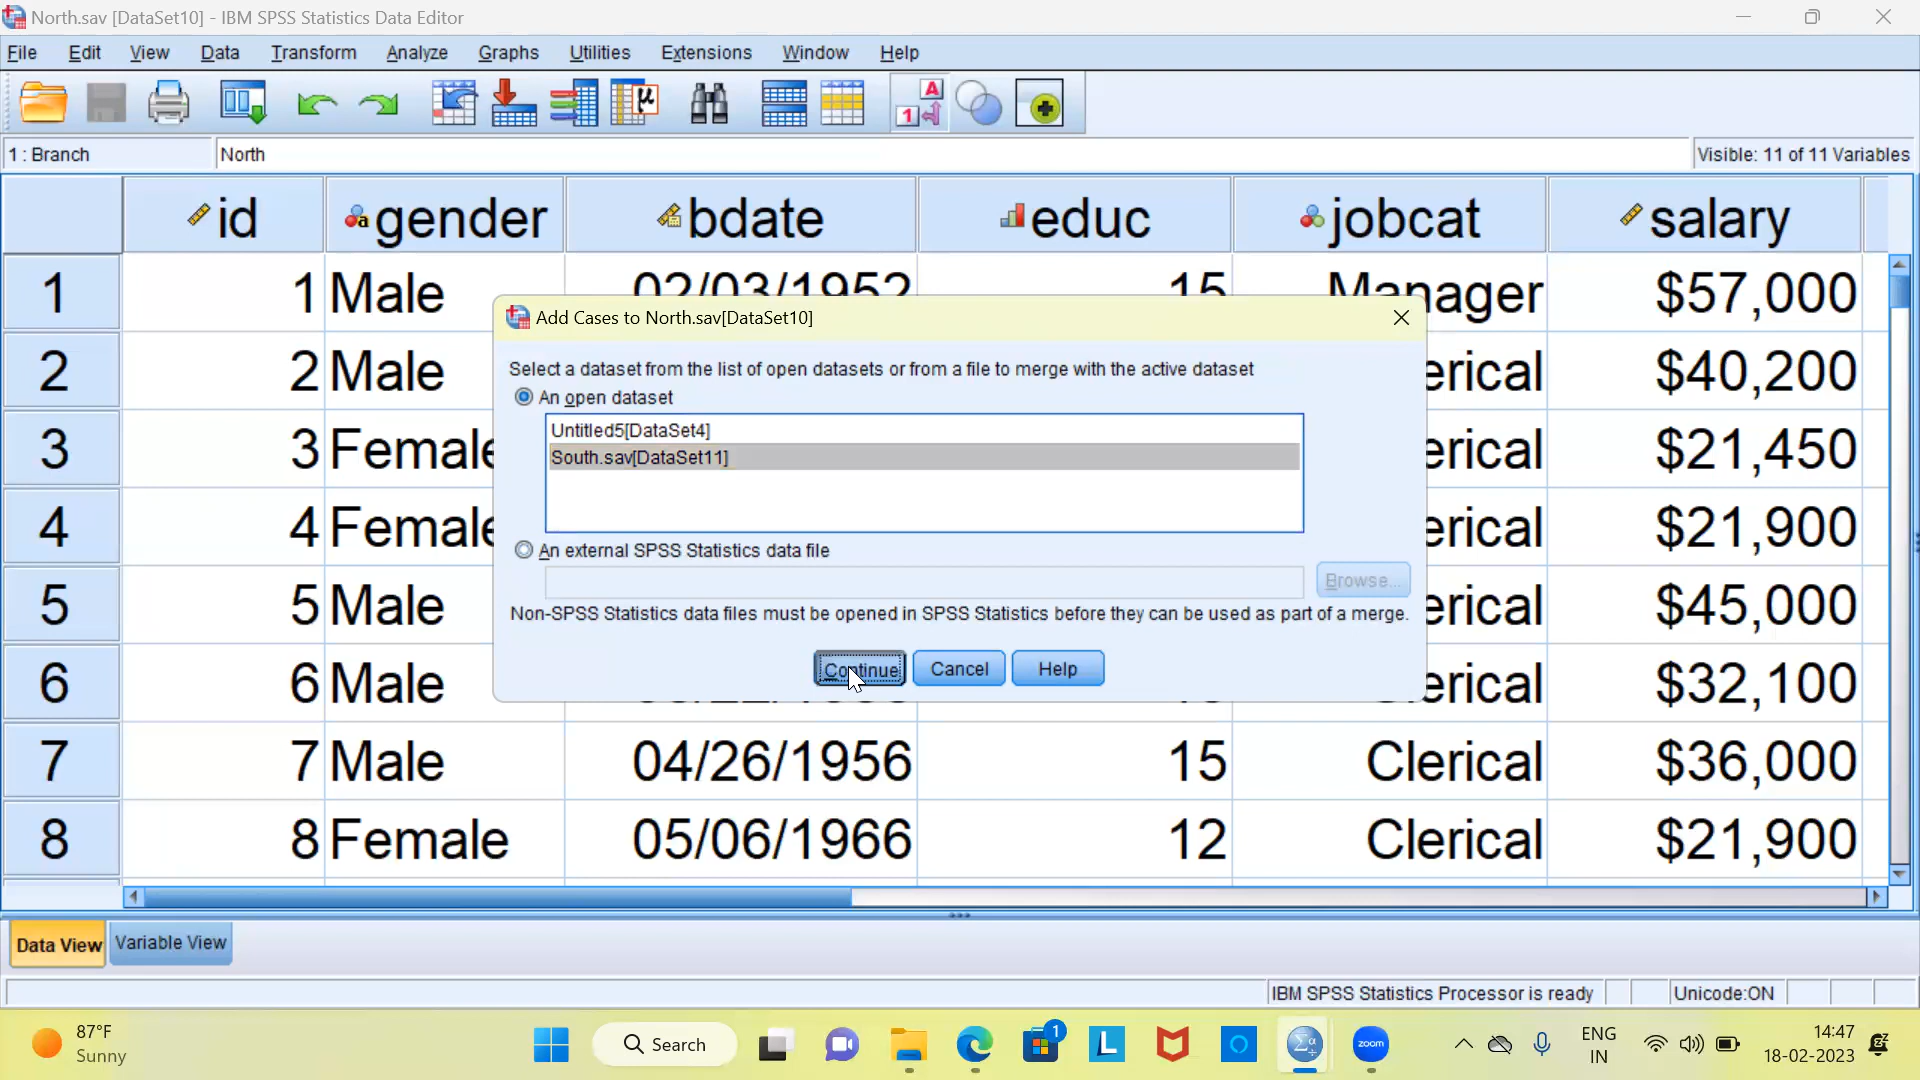 North.sav [DataSet10] - IBM SPSS Statistics Data Editor
File Edit View Data Transform Analyze Graphs Utilities Extensions Window Help
1 : Branch North Visible: 11 of 11 Variables
id gender bdate educ jobcat salary
1 1 Male 02/03/1952 15 Manager $57,000
Add Cases to North.sav[DataSet10]
Select a dataset from the list of open datasets or from a file to merge with the active dataset
2 2 Male erical $40,200
An open dataset
Untitled5[DataSet4]
3 3 Female erical $21,450
South.sav[DataSet11]
4 4 Female erical $21,900
An external SPSS Statistics data file
Browse...
5 5 Male erical $45,000
Non-SPSS Statistics data files must be opened in SPSS Statistics before they can be used as part of a merge.
Continue Cancel Help
6 6 Male erical $32,100
7 7 Male 04/26/1956 15 Clerical $36,000
8 8 Female 05/06/1966 12 Clerical $21,900
Data View Variable View
IBM SPSS Statistics Processor is ready Unicode:ON
87°F
Sunny
Search
1
L
zoom
ENG
IN
14:47
18-02-2023